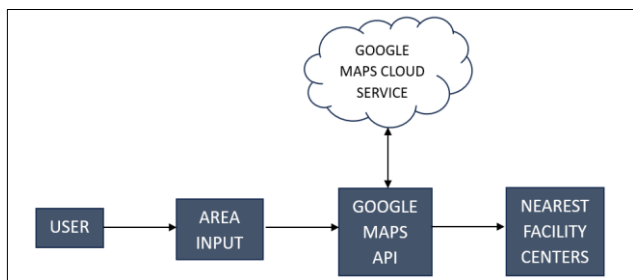 GOOGLE
MAPS CLOUD
SERVICE
USER
AREA
INPUT
GOOGLE
MAPS
API
NEAREST
FACILITY
CENTERS